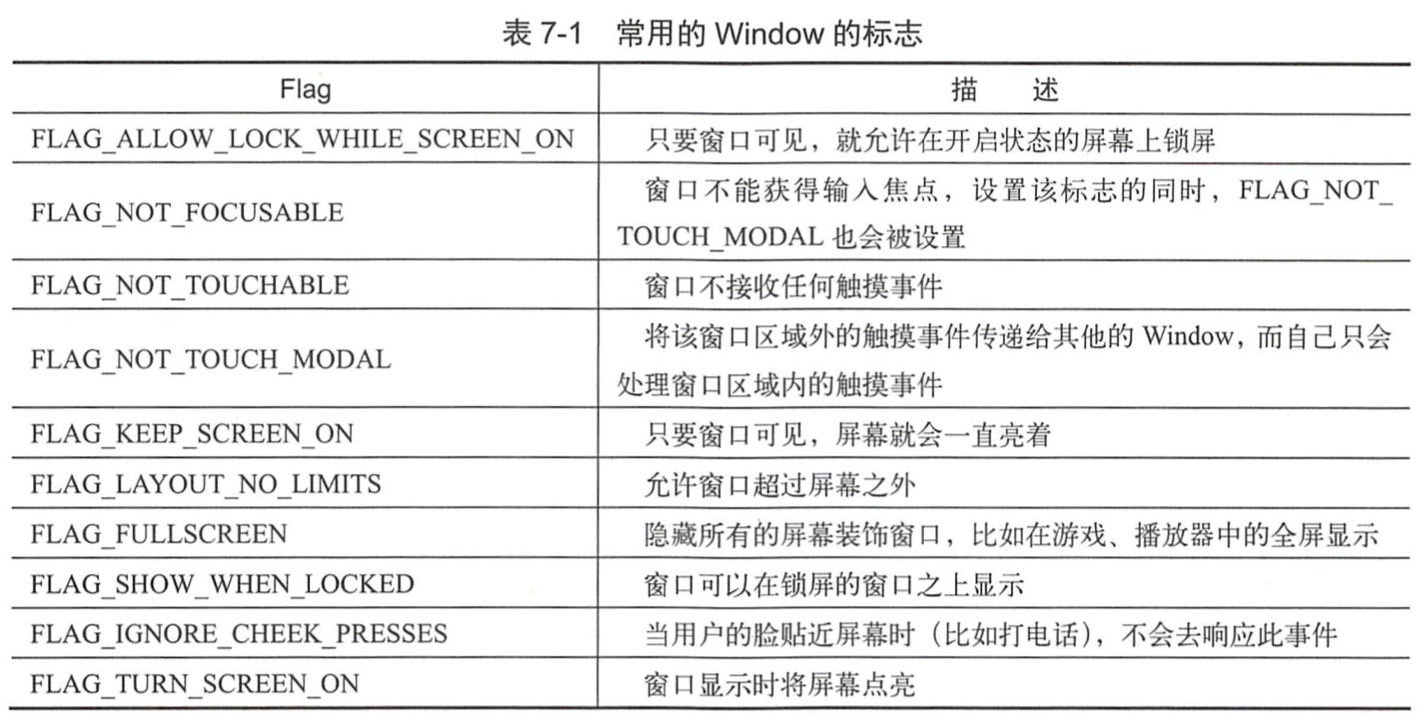 表 7-1 常用的 Window 的标志
Flag 描 述
FLAG_ALLOW_LOCK_WHILE_SCREEN_ON 只要窗口可见，就允许在开启状态的屏幕上锁屏
FLAG_NOT_FOCUSABLE 窗口不能获得输入焦点，设置该标志的同时，FLAG_NOT_
TOUCH_MODAL 也会被设置
FLAG_NOT_TOUCHABLE 窗口不接收任何触摸事件
FLAG_NOT_TOUCH_MODAL 将该窗口区域外的触摸事件传递给其他的 Window，而自己只会
处理窗口区域内的触摸事件
FLAG_KEEP_SCREEN_ON 只要窗口可见，屏幕就会一直亮着
FLAG_LAYOUT_NO_LIMITS 允许窗口超过屏幕之外
FLAG_FULLSCREEN 隐藏所有的屏幕装饰窗口，比如在游戏、播放器中的全屏显示
FLAG_SHOW_WHEN_LOCKED 窗口可以在锁屏的窗口之上显示
FLAG_IGNORE_CHEEK_PRESSES 当用户的脸贴近屏幕时（比如打电话），不会去响应此事件
FLAG_TURN_SCREEN_ON 窗口显示时将屏幕点亮